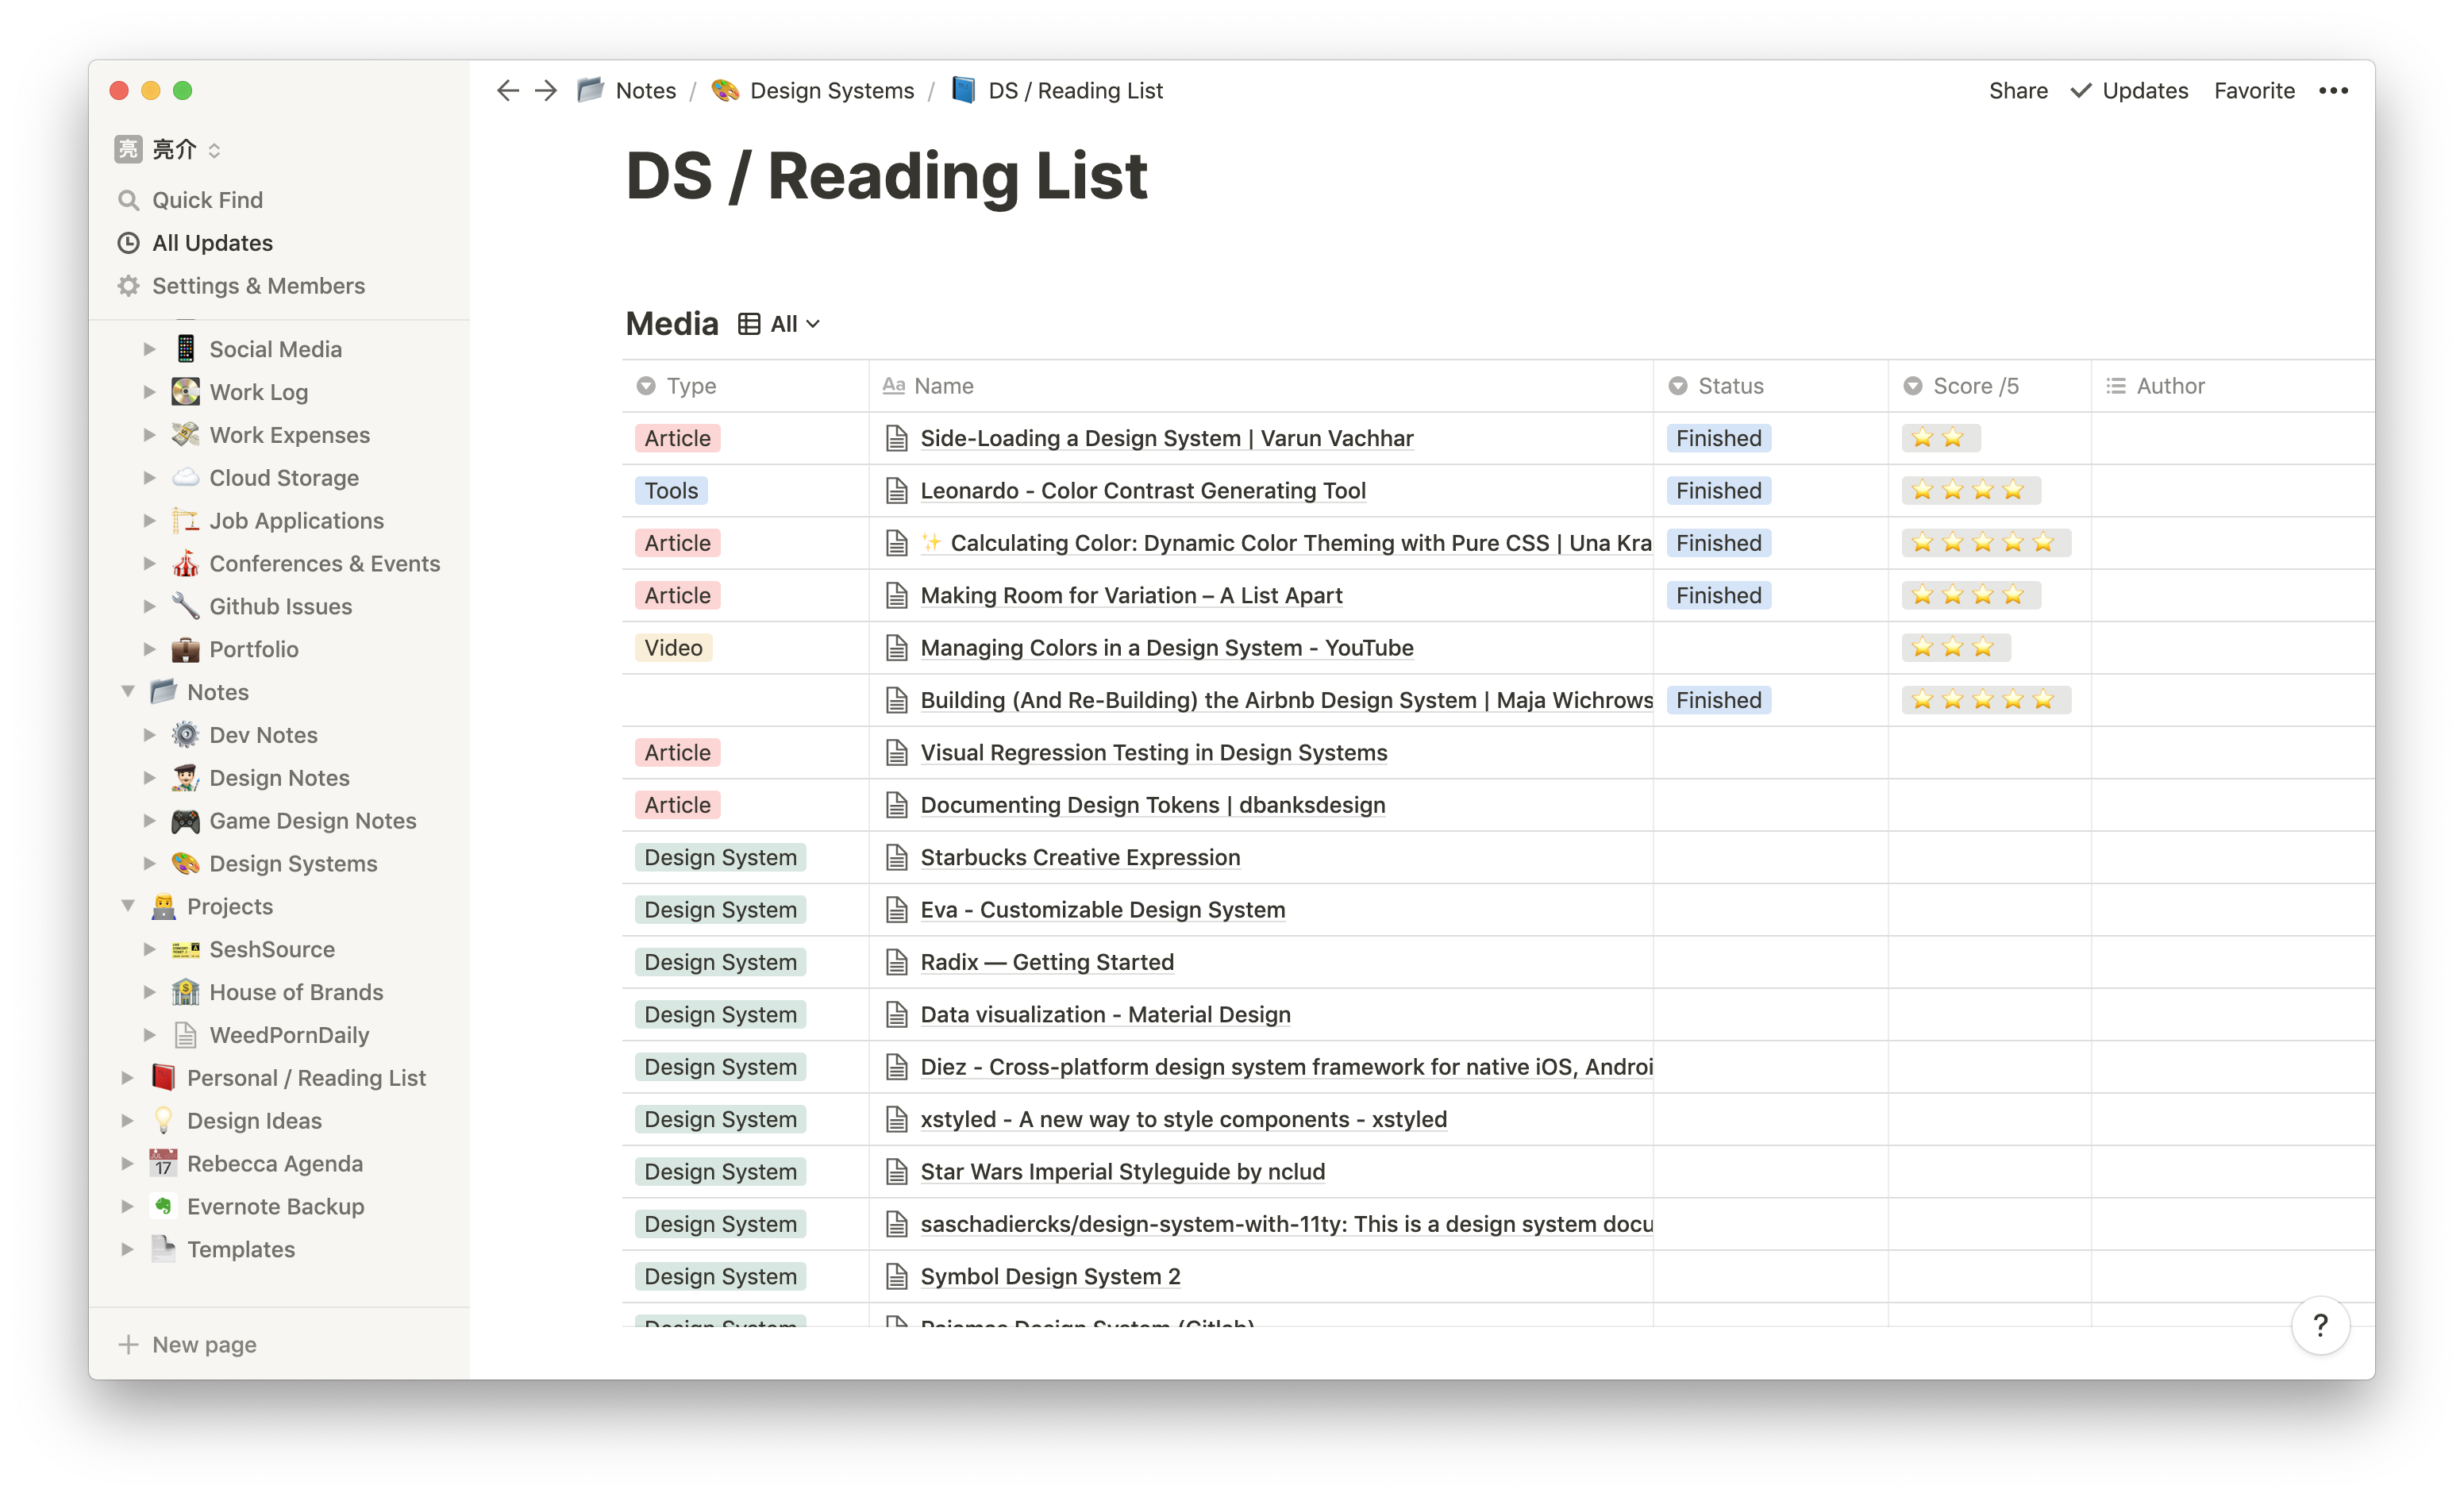 亮 亮介
Quick Find
All Updates
Settings & Members
Social Media
Work Log
Work Expenses
Cloud Storage
Job Applications
Conferences & Events
Github Issues
Portfolio
Notes
Dev Notes
Design Notes
Game Design Notes
Design Systems
Projects
SeshSource
House of Brands
WeedPornDaily
Personal / Reading List
Design Ideas
JUL 17 Rebecca Agenda
Evernote Backup
Templates
New page
Notes / Design Systems / DS / Reading List
Share Updates Favorite •••
DS / Reading List
Media All
Type Aa Name Status Score /5 Author
Article Side-Loading a Design System | Varun Vachhar Finished ⭐⭐
Tools Leonardo - Color Contrast Generating Tool Finished ⭐⭐⭐⭐
Article ✨ Calculating Color: Dynamic Color Theming with Pure CSS | Una Kra Finished ⭐⭐⭐⭐⭐
Article Making Room for Variation – A List Apart Finished ⭐⭐⭐⭐
Video Managing Colors in a Design System - YouTube ⭐⭐⭐
Building (And Re-Building) the Airbnb Design System | Maja Wichrows Finished ⭐⭐⭐⭐⭐
Article Visual Regression Testing in Design Systems
Article Documenting Design Tokens | dbanksdesign
Design System Starbucks Creative Expression
Design System Eva - Customizable Design System
Design System Radix — Getting Started
Design System Data visualization - Material Design
Design System Diez - Cross-platform design system framework for native iOS, Androi
Design System xstyled - A new way to style components - xstyled
Design System Star Wars Imperial Styleguide by nclud
Design System saschadiercks/design-system-with-11ty: This is a design system docu
Design System Symbol Design System 2
Design System Pajamas Design System (Gitlab)
?